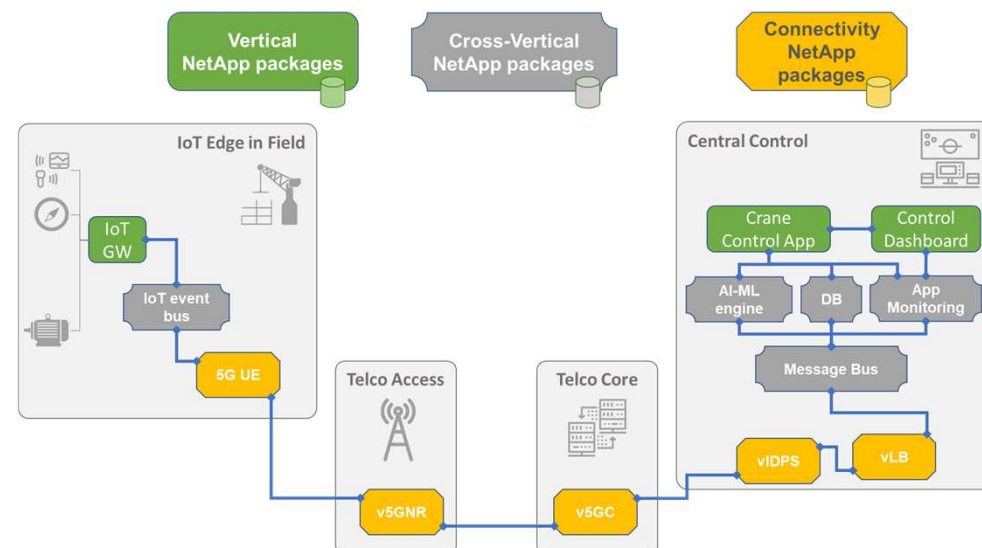 Vertical
NetApp packages
Cross-Vertical
NetApp packages
Connectivity
NetApp
packages
IoT Edge in Field
IoT
GW
IoT event
bus
5G UE
Telco Access
v5GNR
Telco Core
v5GC
Central Control
Crane
Control App
Control
Dashboard
AI-ML
engine
DB
App
Monitoring
Message Bus
vIDPS
vLB